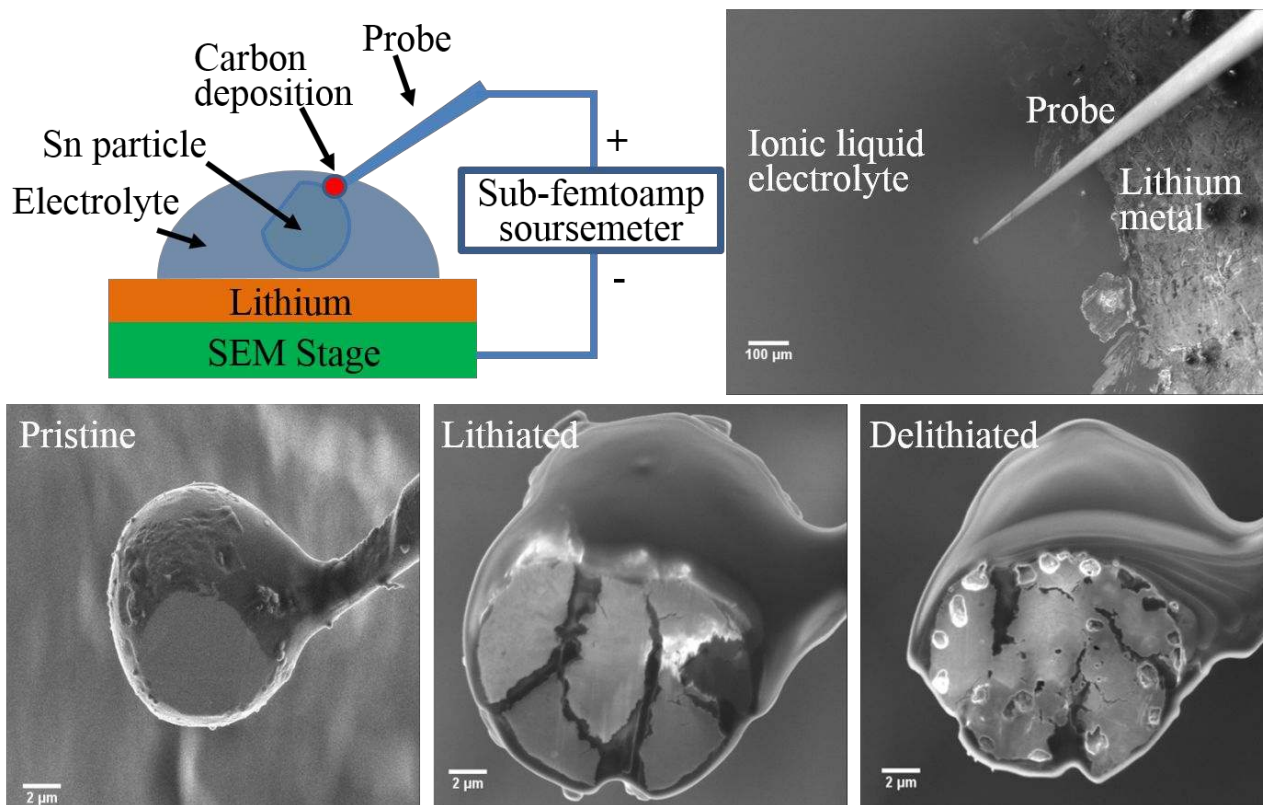 Carbon
deposition
Probe
Sn particle
Electrolyte
+
Sub-femtoamp
soursemeter
-
Lithium
SEM Stage
Ionic liquid
electrolyte
Probe
Lithium
metal
100 µm
Pristine
2 µm
Lithiated
2 µm
Delithiated
2 µm